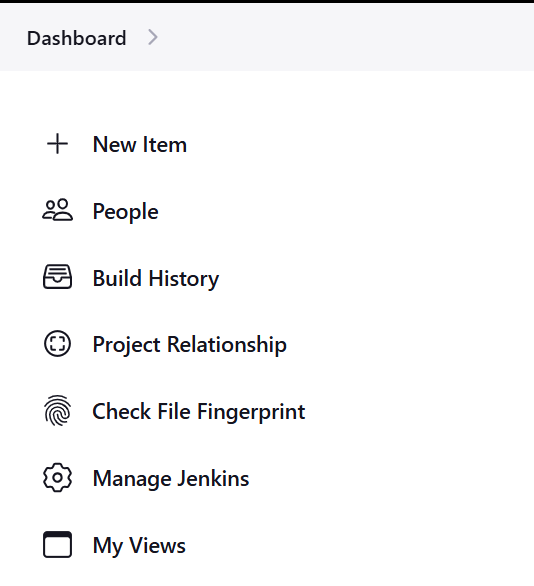 Dashboard
New Item
People
Build History
Project Relationship
Check File Fingerprint
Manage Jenkins
My Views